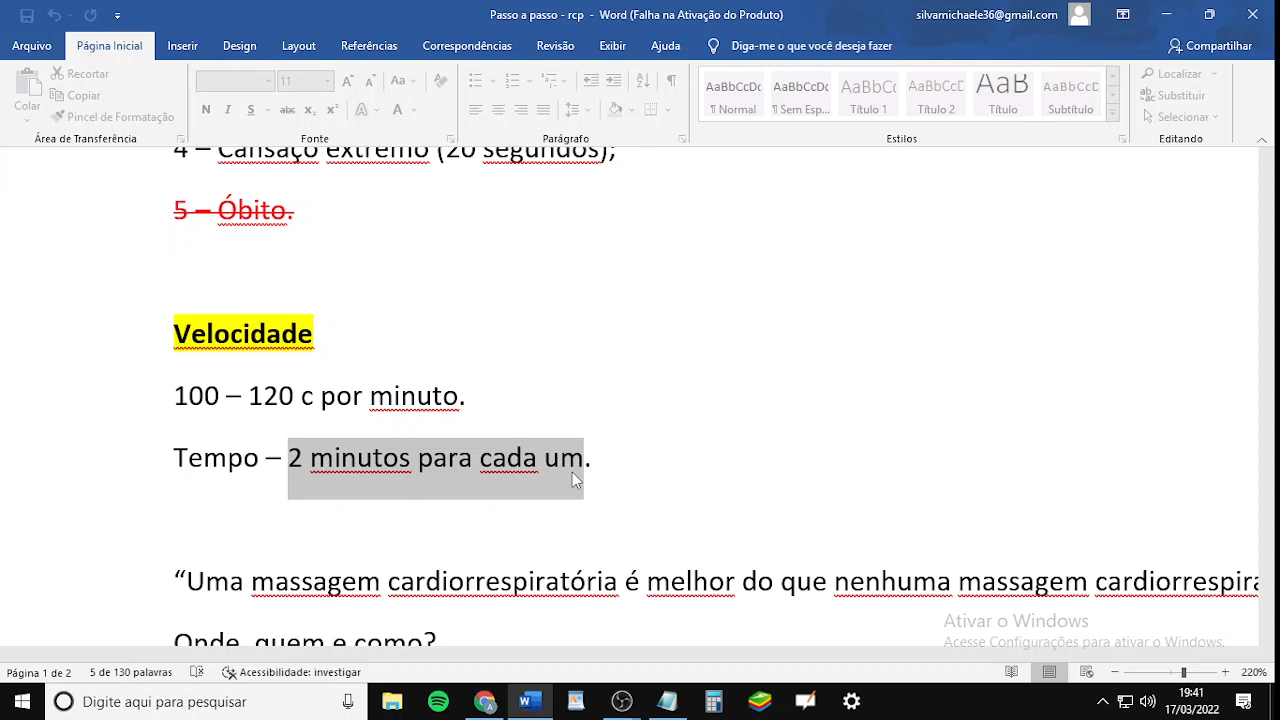 Passo a passo - rcp - Word (Falha na Ativação do Produto)
silvamichaele36@gmail.com
Arquivo
Página Inicial
Inserir
Design
Layout
Referências
Correspondências
Revisão
Exibir
Ajuda
Diga-me o que você deseja fazer
Compartilhar
Colar
Recortar
Copiar
Pincel de Formatação
Área de Transferência
11
Aa
N I S abc x₂ x²
A A
Fonte
Parágrafo
AaBbCcDc AaBbCcDc AaBbCc AaBbCcD AaB AaBbCcD
¶ Normal ¶ Sem Esp... Título 1 Título 2 Título Subtítulo
Estilos
Localizar
Substituir
Selecionar
Editando
4 – Cansaço extremo (20 segundos);
5 – Óbito.
Velocidade
100 – 120 c por minuto.
Tempo – 2 minutos para cada um.
“Uma massagem cardiorrespiratória é melhor do que nenhuma massagem cardiorrespira
Onde, quem e como?
Ativar o Windows
Acesse Configurações para ativar o Windows.
Página 1 de 2
5 de 130 palavras
Acessibilidade: investigar
220%
Digite aqui para pesquisar
19:41
17/03/2022